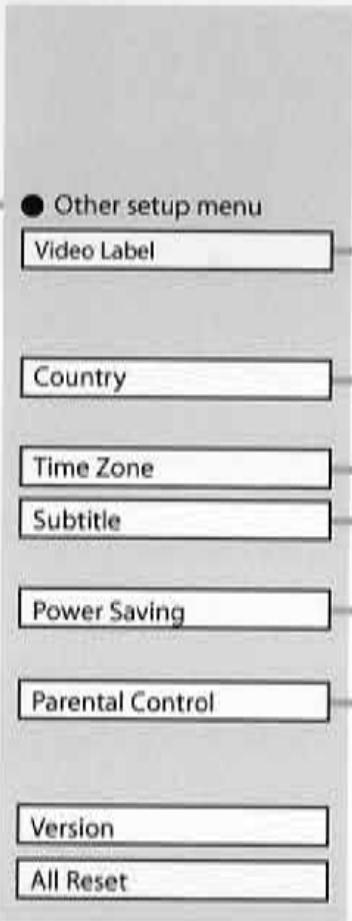 ● Other setup menu
Video Label
Country
Time Zone
Subtitle
Power Saving
Parental Control
Version
All Reset